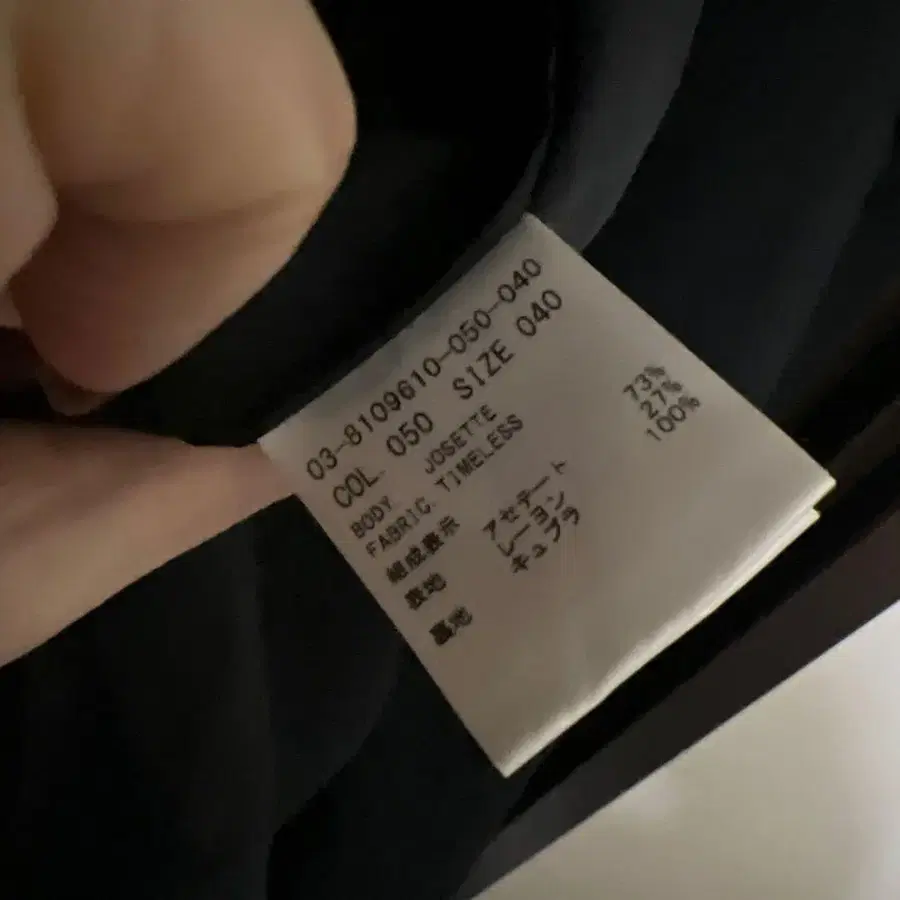 03-8109610-050-040
COL. 050 SIZE 040
BODY. JOSETTE
FABRIC. TIMELESS
組成表示
表地 アセテート 73%
レーヨン 27%
裏地 キュプラ 100%